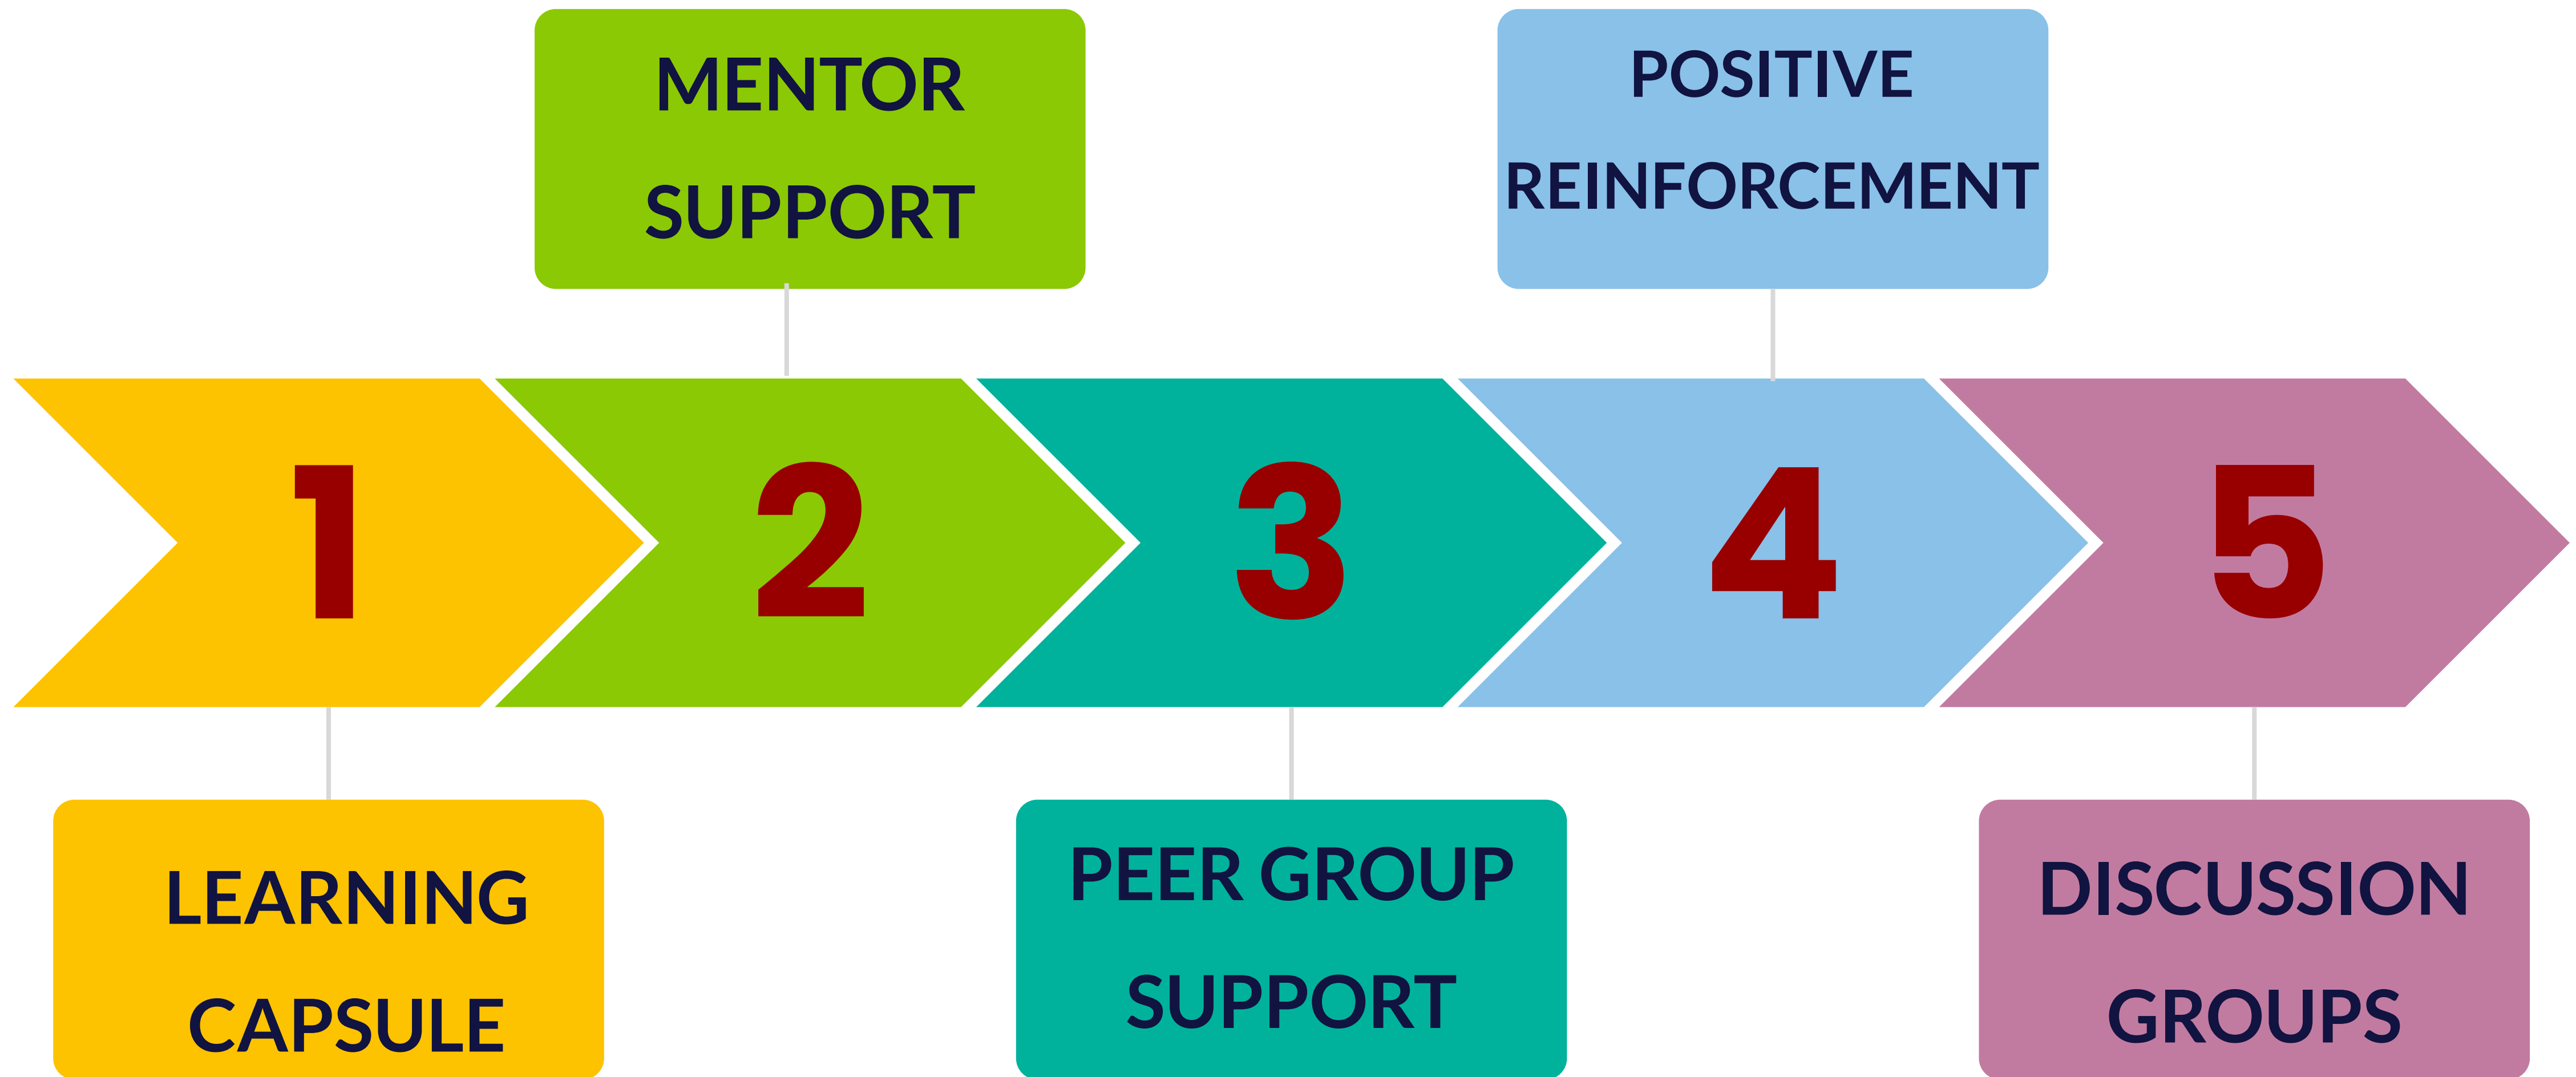 MENTOR
SUPPORT
POSITIVE
REINFORCEMENT
1
2
3
4
5
LEARNING
CAPSULE
PEER GROUP
SUPPORT
DISCUSSION
GROUPS